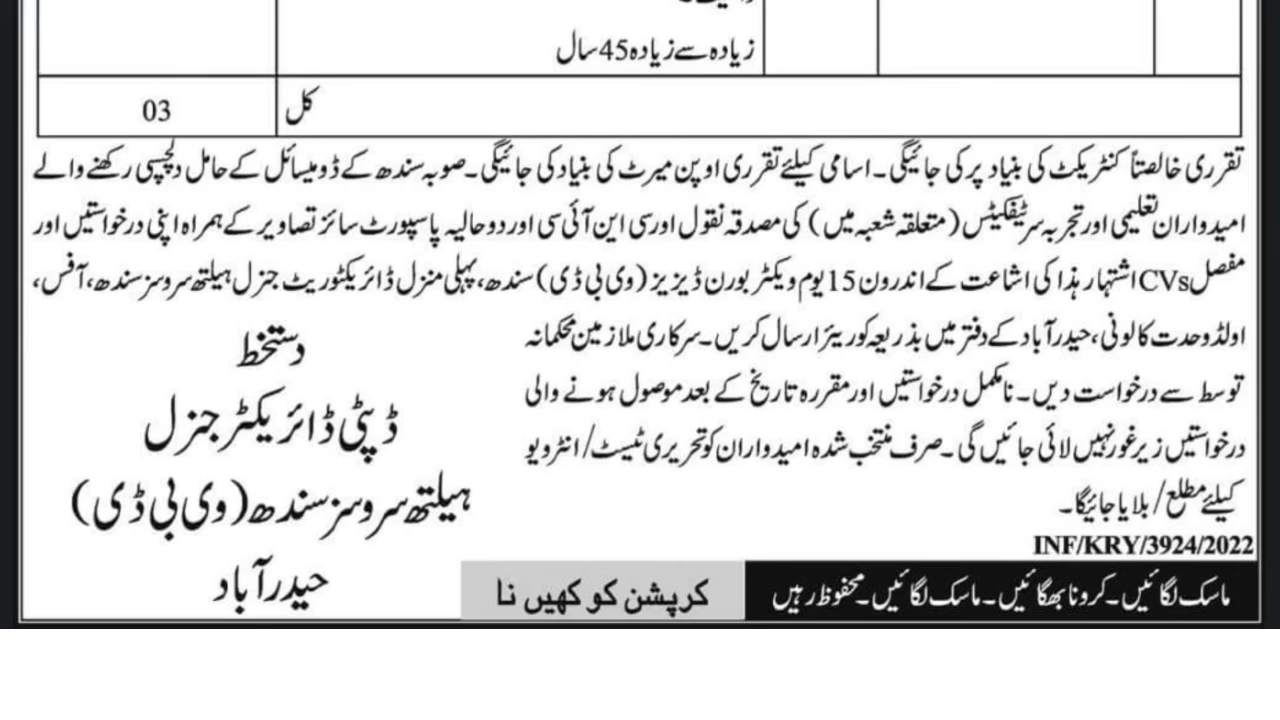 زیادہ سے زیادہ 45 سال
کل
03
تقرری خالصتاً کنٹریکٹ کی بنیاد پر کی جائیگی۔ اسامی کیلئے تقرری اوپن میرٹ کی بنیاد کی جائیگی۔ صوبہ سندھ کے ڈومیسائل کے حامل دلچسپی رکھنے والے
امیدواران تعلیمی اور تجربہ سرٹیفکیٹس (متعلقہ شعبہ میں) کی مصدقہ نقول اور سی این آئی سی اور دو حالیہ پاسپورٹ سائز تصاویر کے ہمراہ اپنی درخواستیں اور
مفصل CVs اشتہار ہذا کی اشاعت کے اندرون 15 یوم ویکٹر بورن ڈیزیز (وی بی ڈی) سندھ، پہلی منزل ڈائریکٹوریٹ جنرل ہیلتھ سروسز سندھ، آفس،
اولڈ وحدت کالونی، حیدرآباد کے دفتر میں بذریعہ کوریئر ارسال کریں۔ سرکاری ملازمین محکمانہ
توسط سے درخواست دیں۔ نامکمل درخواستیں اور مقررہ تاریخ کے بعد موصول ہونے والی
درخواستیں زیر غور نہیں لائی جائیں گی۔ صرف منتخب شدہ امیدواران کو تحریری ٹیسٹ/انٹرویو
کیلئے مطلع/بلایا جائیگا۔
دستخط
ڈپٹی ڈائریکٹر جنرل
ہیلتھ سروسز سندھ (وی بی ڈی)
حیدرآباد
INF/KRY/3924/2022
ماسک لگائیں۔ کرونا بھگائیں۔ ماسک لگائیں۔ محفوظ رہیں
کرپشن کو کہیں نا